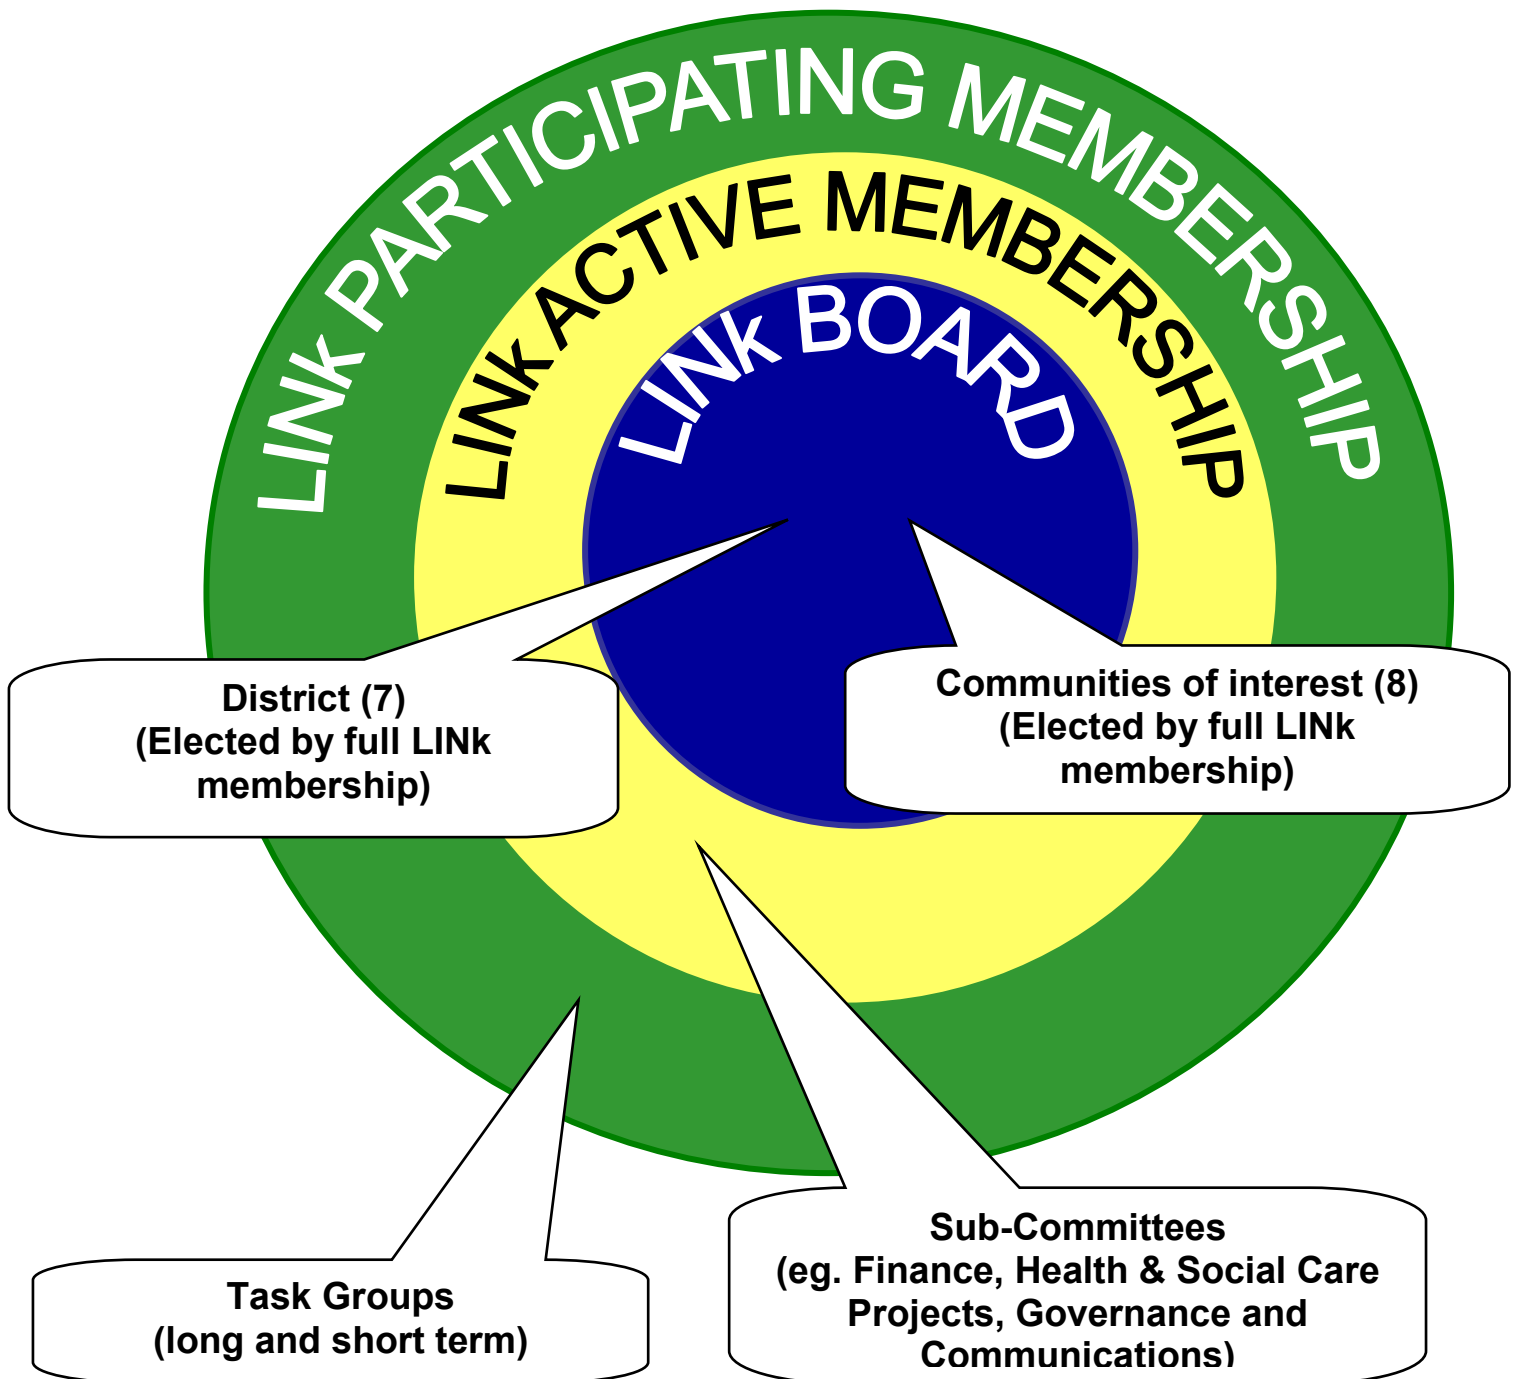 LINk PARTICIPATING MEMBERSHIP
LINk ACTIVE MEMBERSHIP
LINk BOARD
District (7)
(Elected by full LINk
membership)
Communities of interest (8)
(Elected by full LINk
membership)
Task Groups
(long and short term)
Sub-Committees
(eg. Finance, Health & Social Care
Projects, Governance and
Communications)